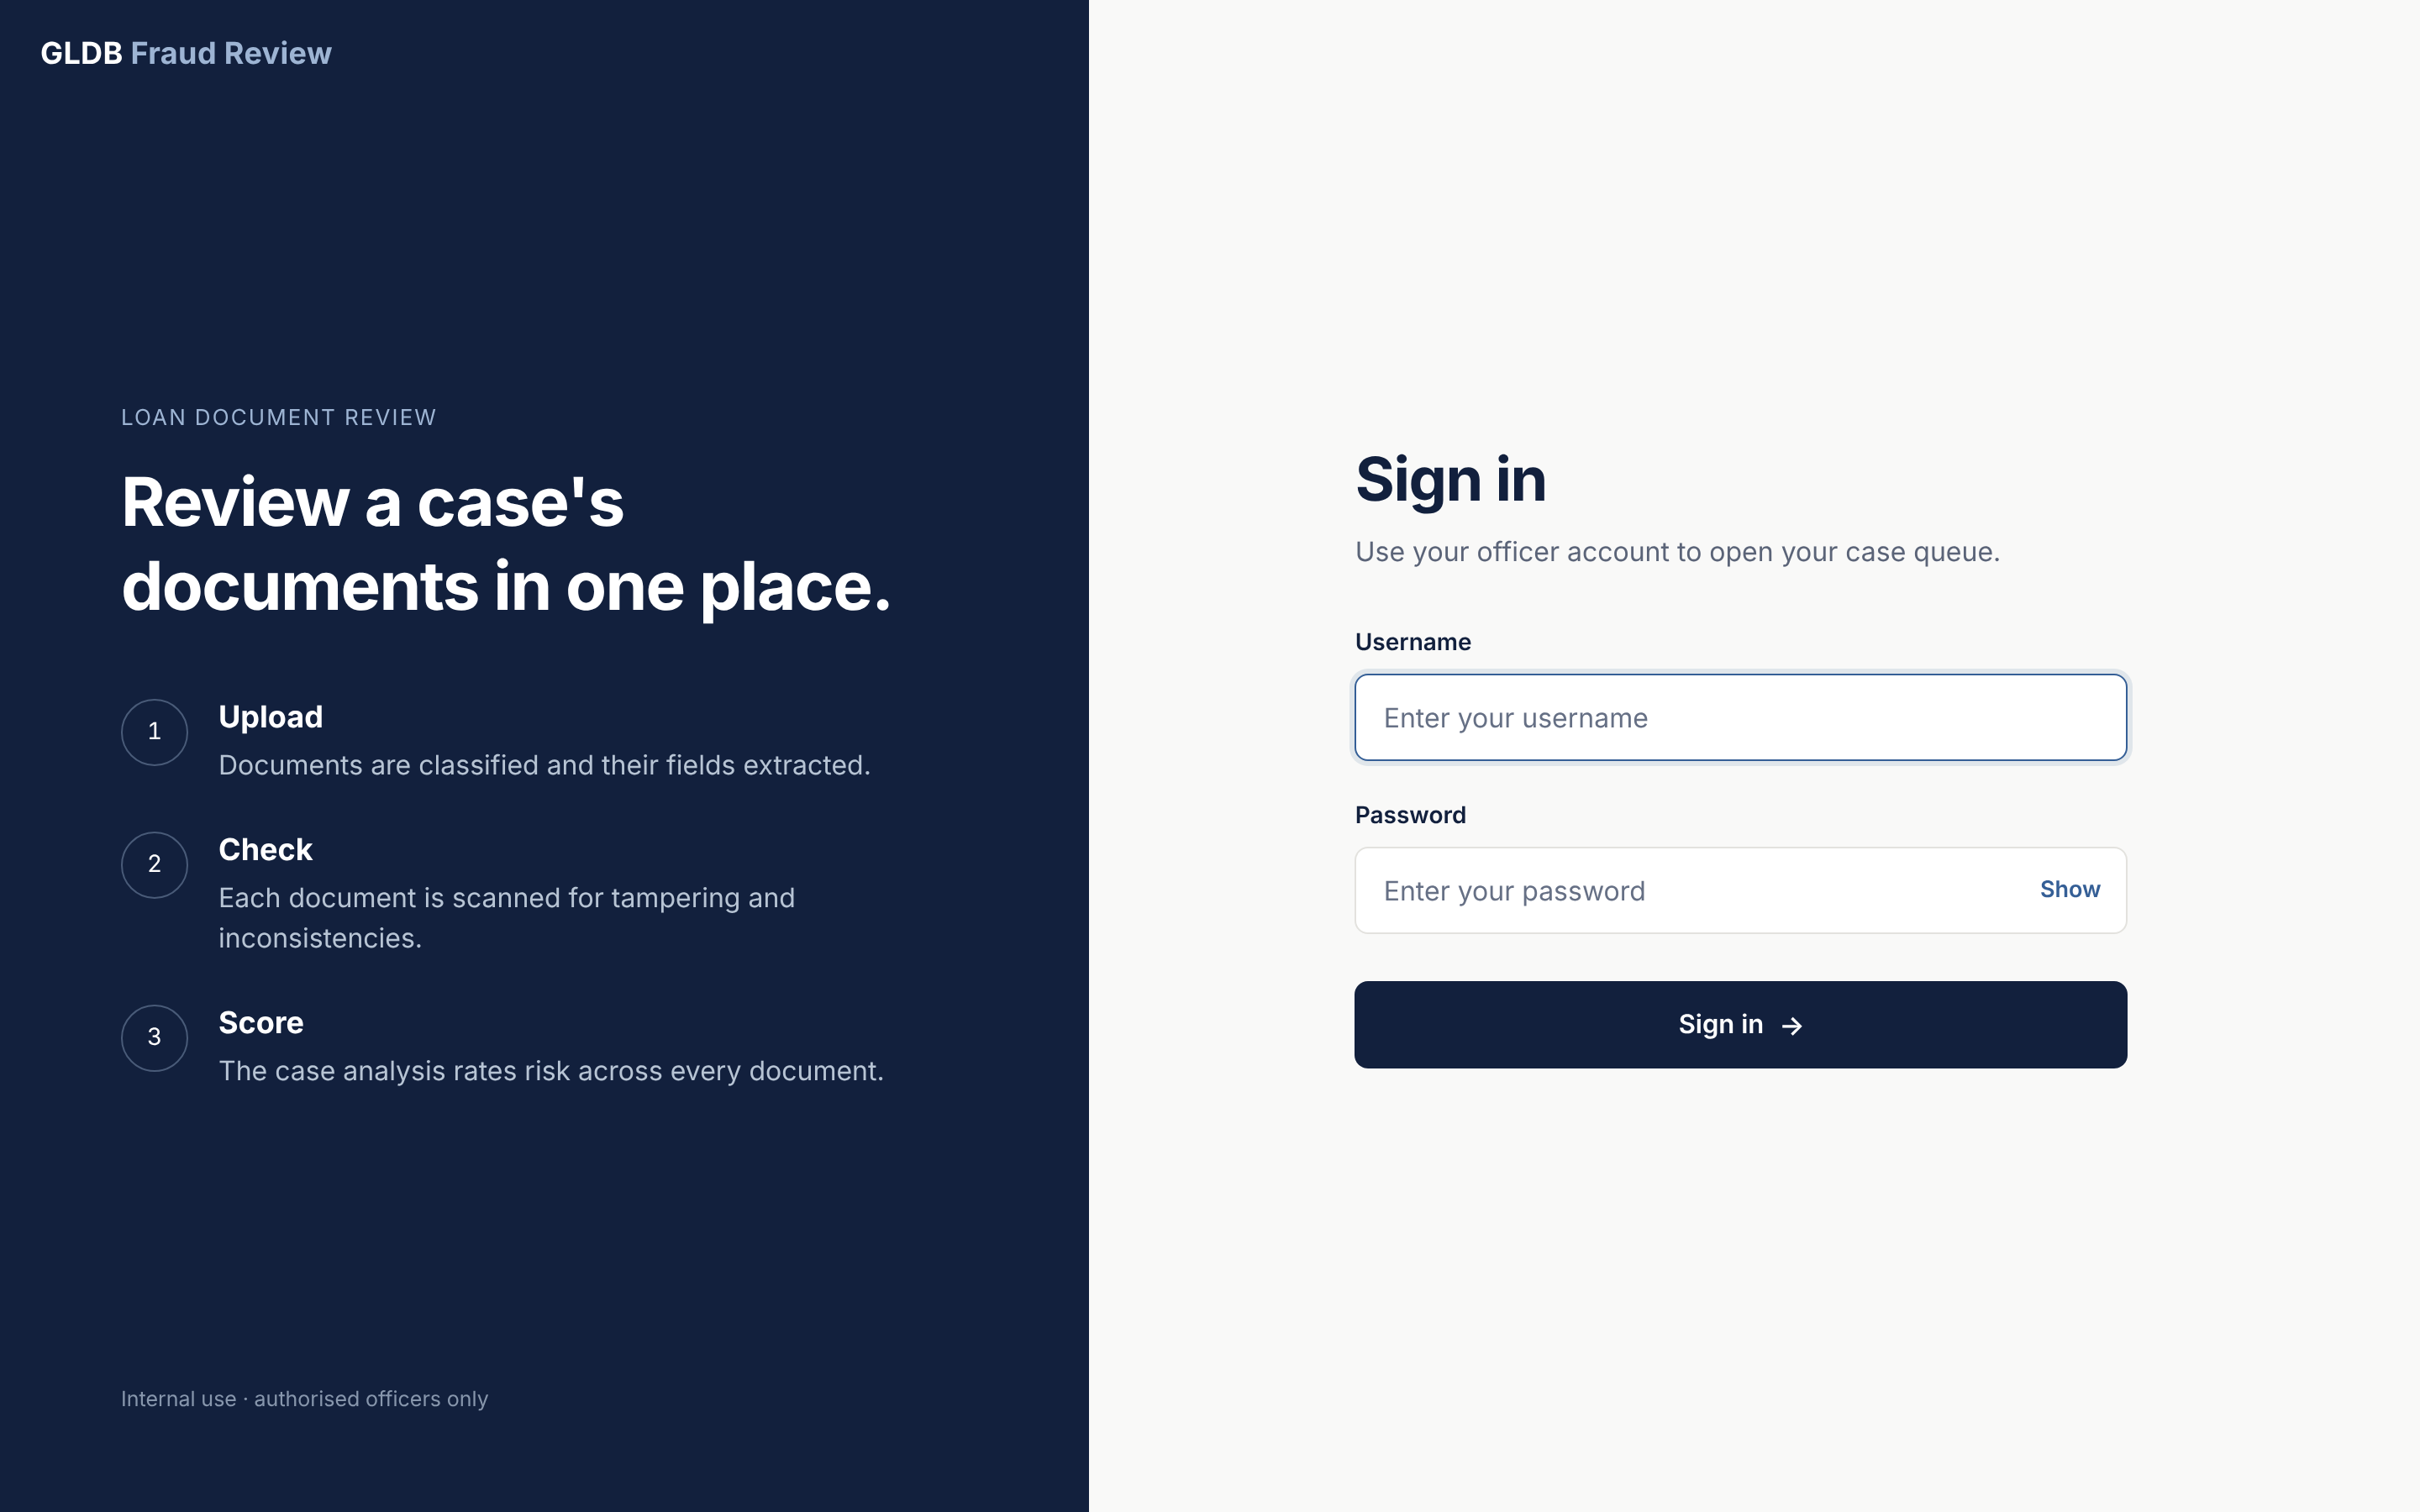 GLDB Fraud Review
LOAN DOCUMENT REVIEW
Review a case's
documents in one place.
1
Upload
Documents are classified and their fields extracted.
2
Check
Each document is scanned for tampering and
inconsistencies.
3
Score
The case analysis rates risk across every document.
Internal use · authorised officers only
Sign in
Use your officer account to open your case queue.
Username
Enter your username
Password
Enter your password
Show
Sign in →